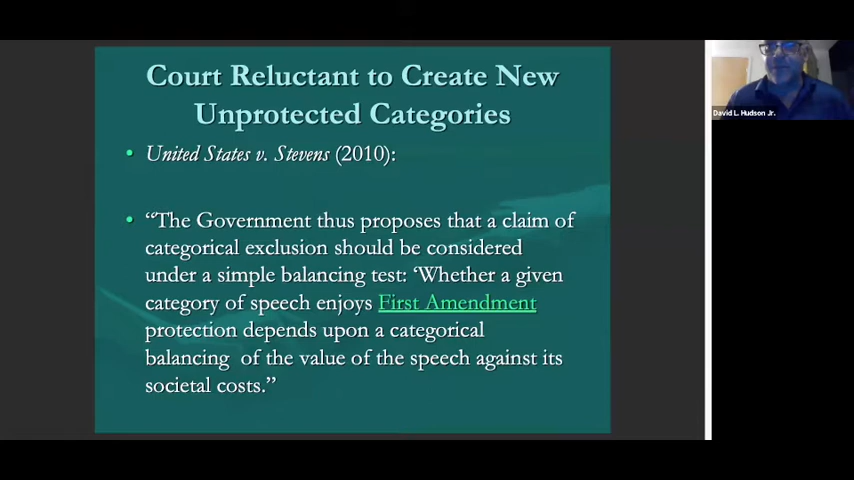 Court Reluctant to Create New
Unprotected Categories
• United States v. Stevens (2010):
• “The Government thus proposes that a claim of
categorical exclusion should be considered
under a simple balancing test: ‘Whether a given
category of speech enjoys First Amendment
protection depends upon a categorical
balancing of the value of the speech against its
societal costs.”
David L. Hudson Jr.